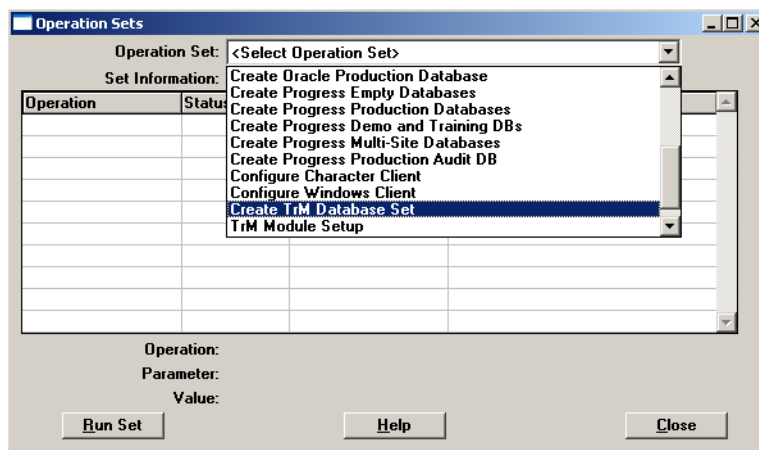 Operation Sets
Operation Set: <Select Operation Set>
Set Information:
Create Oracle Production Database
Create Progress Empty Databases
Create Progress Production Databases
Create Progress Demo and Training DBs
Create Progress Multi-Site Databases
Create Progress Production Audit DB
Configure Character Client
Configure Windows Client
Create TrM Database Set
TrM Module Setup
Operation Status
Operation:
Parameter:
Value:
Run Set Help Close